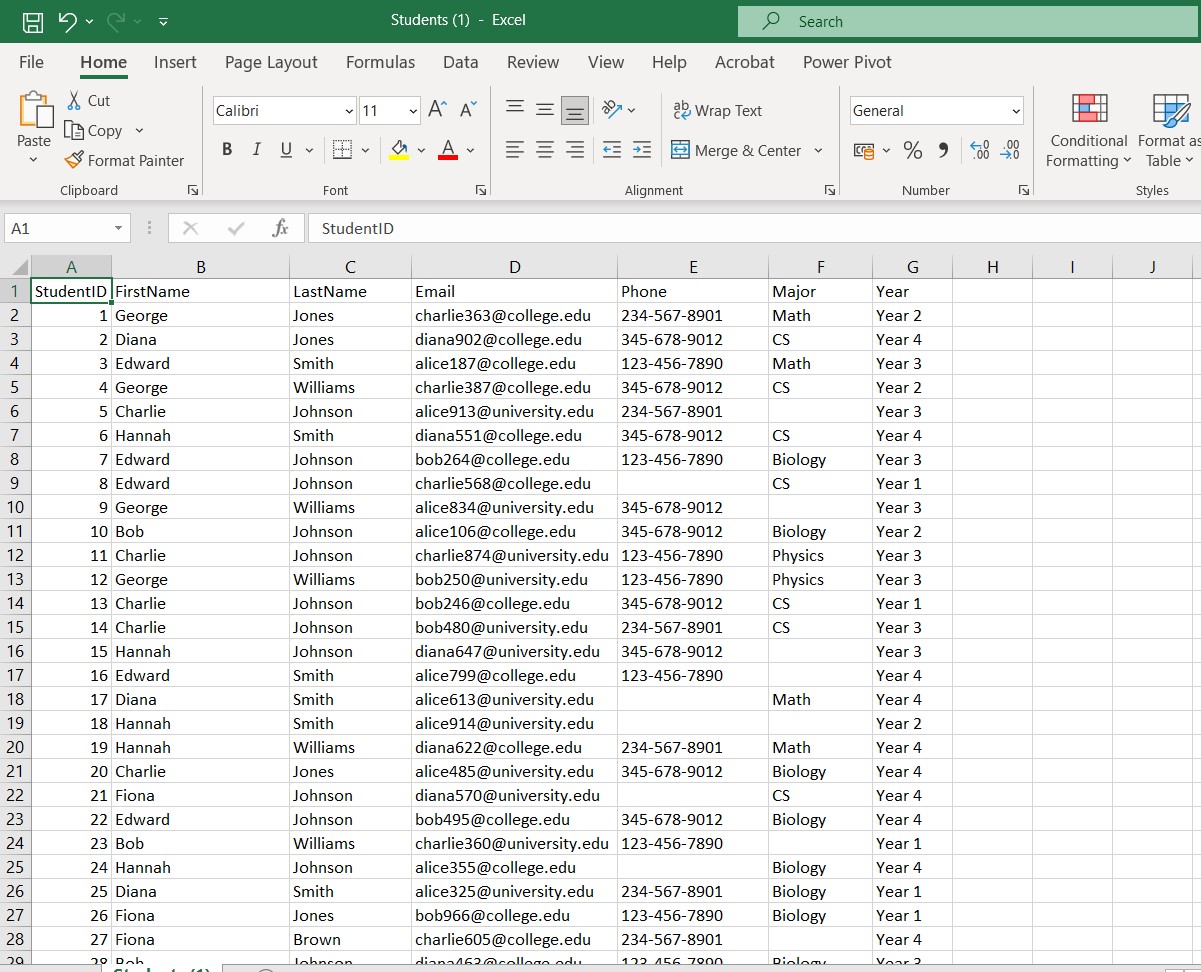 Students (1) - Excel
Search
File Home Insert Page Layout Formulas Data Review View Help Acrobat Power Pivot
Paste
Cut
Copy
Format Painter
Clipboard
Calibri 11
B I U A
Font
Wrap Text
Merge & Center
Alignment
General
% 9
Number
Conditional Formatting
Format as
Table
Styles
A1 fx StudentID
A B C D E F G H I J
1 StudentID FirstName LastName Email Phone Major Year
2 1 George Jones charlie363@college.edu 234-567-8901 Math Year 2
3 2 Diana Jones diana902@college.edu 345-678-9012 CS Year 4
4 3 Edward Smith alice187@college.edu 123-456-7890 Math Year 3
5 4 George Williams charlie387@college.edu 345-678-9012 CS Year 2
6 5 Charlie Johnson alice913@university.edu 234-567-8901 Year 3
7 6 Hannah Smith diana551@college.edu 345-678-9012 CS Year 4
8 7 Edward Johnson bob264@college.edu 123-456-7890 Biology Year 3
9 8 Edward Johnson charlie568@college.edu CS Year 1
10 9 George Williams alice834@university.edu 345-678-9012 Year 3
11 10 Bob Johnson alice106@college.edu 345-678-9012 Biology Year 2
12 11 Charlie Johnson charlie874@university.edu 123-456-7890 Physics Year 3
13 12 George Williams bob250@university.edu 123-456-7890 Physics Year 3
14 13 Charlie Johnson bob246@college.edu 345-678-9012 CS Year 1
15 14 Charlie Johnson bob480@university.edu 234-567-8901 CS Year 3
16 15 Hannah Johnson diana647@university.edu 345-678-9012 Year 3
17 16 Edward Smith alice799@college.edu 123-456-7890 Year 4
18 17 Diana Smith alice613@university.edu Math Year 4
19 18 Hannah Smith alice914@university.edu Year 2
20 19 Hannah Williams diana622@college.edu 234-567-8901 Math Year 4
21 20 Charlie Jones alice485@university.edu 345-678-9012 Biology Year 4
22 21 Fiona Johnson diana570@university.edu CS Year 4
23 22 Edward Johnson bob495@college.edu 345-678-9012 Biology Year 4
24 23 Bob Williams charlie360@university.edu 123-456-7890 Year 1
25 24 Hannah Johnson alice355@college.edu Biology Year 4
26 25 Diana Smith alice325@university.edu 234-567-8901 Biology Year 1
27 26 Fiona Jones bob966@college.edu 123-456-7890 Biology Year 1
28 27 Fiona Brown charlie605@college.edu 234-567-8901 Year 4
29 28 Bob Johnson diana463@college.edu 123-456-7890 Biology Year 3
Students (1)